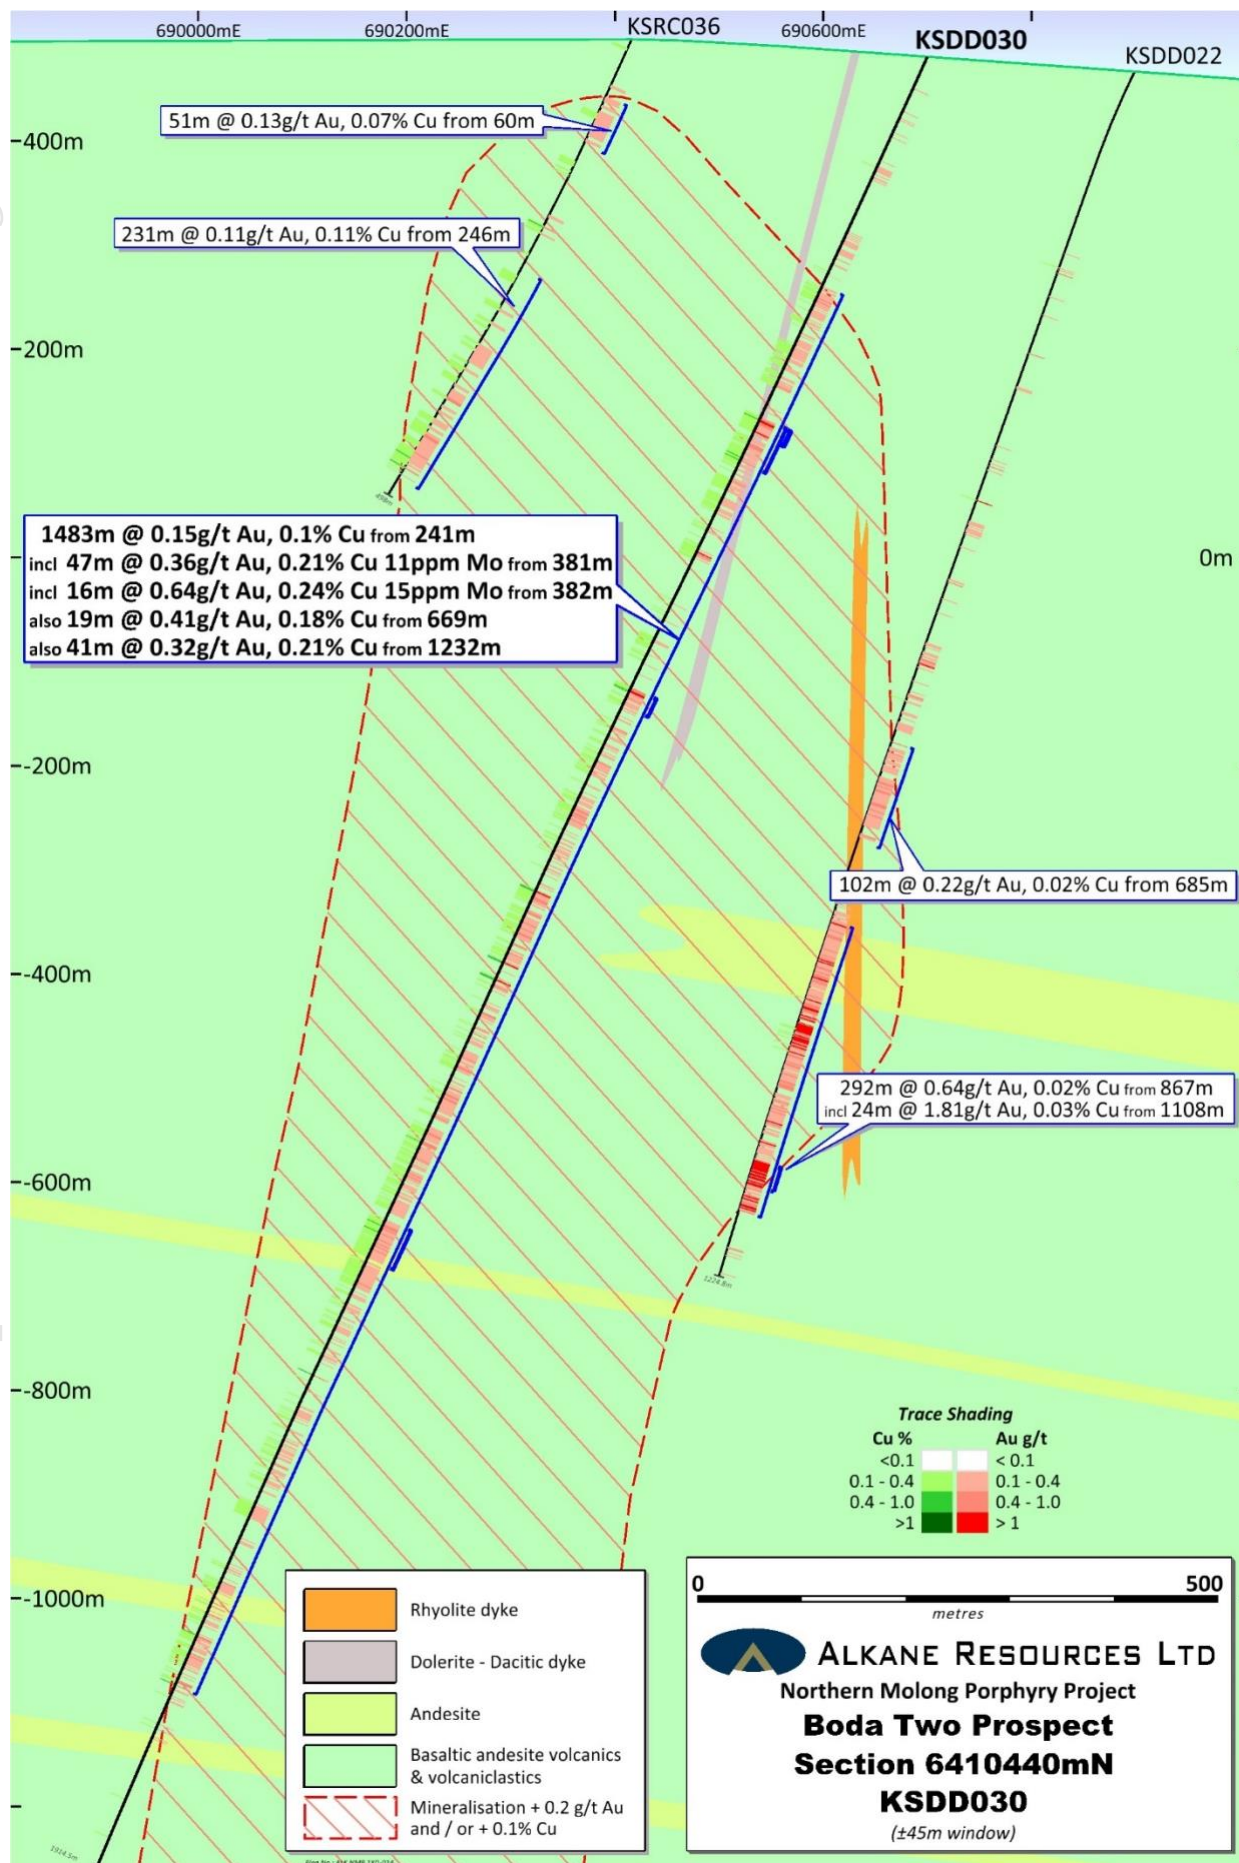 690000mE
690200mE
KSRC036
690600mE
KSDD030
KSDD022
51m @ 0.13g/t Au, 0.07% Cu from 60m
400m
231m @ 0.11g/t Au, 0.11% Cu from 246m
200m
498m
1483m @ 0.15g/t Au, 0.1% Cu from 241m
incl 47m @ 0.36g/t Au, 0.21% Cu 11ppm Mo from 381m
incl 16m @ 0.64g/t Au, 0.24% Cu 15ppm Mo from 382m
also 19m @ 0.41g/t Au, 0.18% Cu from 669m
also 41m @ 0.32g/t Au, 0.21% Cu from 1232m
0m
-200m
102m @ 0.22g/t Au, 0.02% Cu from 685m
-400m
292m @ 0.64g/t Au, 0.02% Cu from 867m
incl 24m @ 1.81g/t Au, 0.03% Cu from 1108m
-600m
1224.8m
-800m
Trace Shading
Cu % Au g/t
<0.1 < 0.1
0.1 - 0.4 0.1 - 0.4
0.4 - 1.0 0.4 - 1.0
>1 > 1
-1000m
Rhyolite dyke
Dolerite - Dacitic dyke
Andesite
Basaltic andesite volcanics
& volcaniclastics
Mineralisation + 0.2 g/t Au
and / or + 0.1% Cu
0 500
metres
ALKANE RESOURCES LTD
Northern Molong Porphyry Project
Boda Two Prospect
Section 6410440mN
KSDD030
(±45m window)
1914.5m